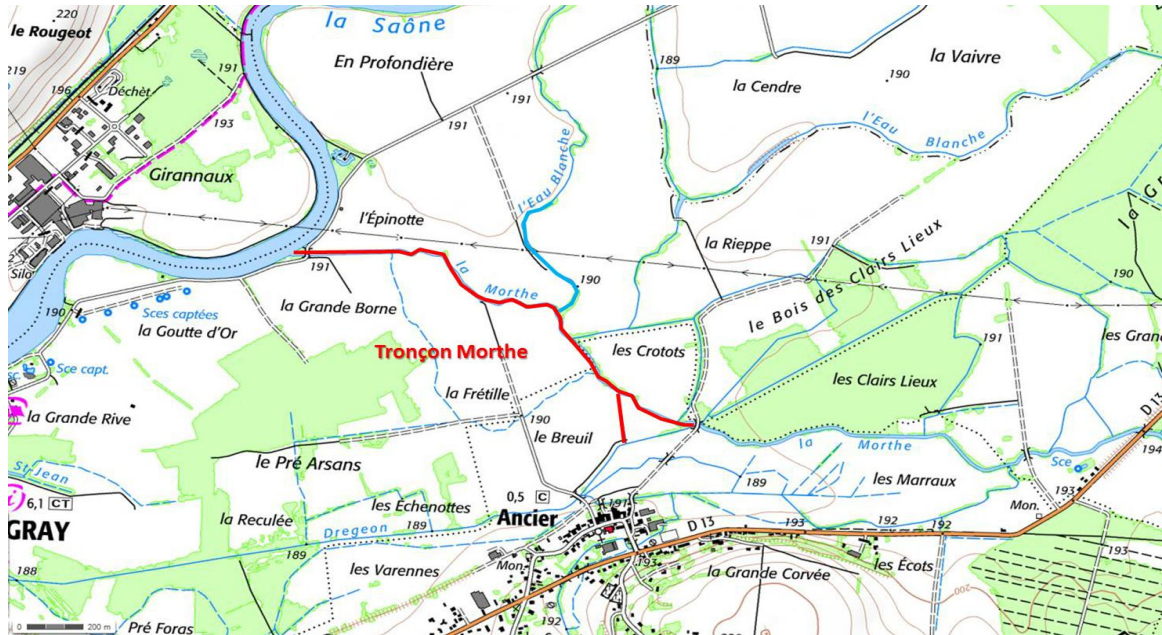 220
la Saône
le Rougeot
la Vaivre
En Profondière
219
191
189
190
la Cendre
Déchèt.
196
191
193
191
l'Eau Blanche
l'Eau Blanche
Girannaux
l'Épinotte
la Rieppe
191
le Bois des Clairs Lieux
Silo
191
la
Morthe
190
190
la Grande Borne
190
Sces captées
la Goutte d'Or
191
les Gran
Tronçon Morthe
les Crotots
Sce capt.
les Clairs Lieux
la Frétille
D 13
la Grande Rive
190
le Breuil
la Morthe
194
St Jean
le Pré Arsans
Sce
6,1 CT
les Échenottes
0,5 C
189
les Marraux
193
191
la Reculée
Ancier
Mon.
GRAY
Dregeon
189
D 13
193
192
192
189
193
188
les Varennes
Mon.
193
la Grande Corvée
les Écots
200
192
0 200 m
Pré Foras